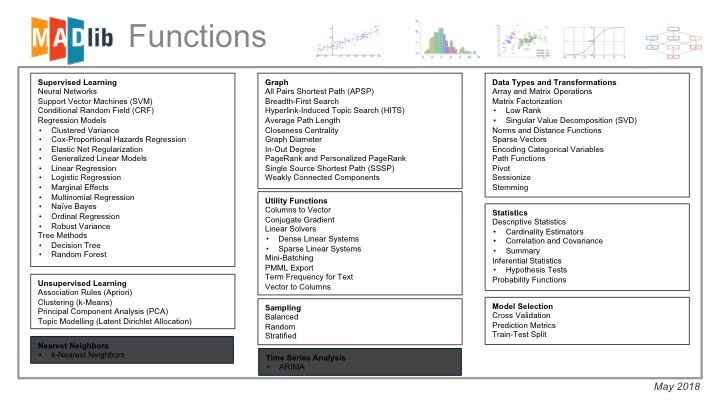 MADlib Functions
Supervised Learning
Neural Networks
Support Vector Machines (SVM)
Conditional Random Field (CRF)
Regression Models
• Clustered Variance
• Cox-Proportional Hazards Regression
• Elastic Net Regularization
• Generalized Linear Models
• Linear Regression
• Logistic Regression
• Marginal Effects
• Multinomial Regression
• Naïve Bayes
• Ordinal Regression
• Robust Variance
Tree Methods
• Decision Tree
• Random Forest
Unsupervised Learning
Association Rules (Apriori)
Clustering (k-Means)
Principal Component Analysis (PCA)
Topic Modelling (Latent Dirichlet Allocation)
Nearest Neighbors
• k-Nearest Neighbors
Graph
All Pairs Shortest Path (APSP)
Breadth-First Search
Hyperlink-Induced Topic Search (HITS)
Average Path Length
Closeness Centrality
Graph Diameter
In-Out Degree
PageRank and Personalized PageRank
Single Source Shortest Path (SSSP)
Weakly Connected Components
Utility Functions
Columns to Vector
Conjugate Gradient
Linear Solvers
• Dense Linear Systems
• Sparse Linear Systems
Mini-Batching
PMML Export
Term Frequency for Text
Vector to Columns
Sampling
Balanced
Random
Stratified
Time Series Analysis
• ARIMA
Data Types and Transformations
Array and Matrix Operations
Matrix Factorization
• Low Rank
• Singular Value Decomposition (SVD)
Norms and Distance Functions
Sparse Vectors
Encoding Categorical Variables
Path Functions
Pivot
Sessionize
Stemming
Statistics
Descriptive Statistics
• Cardinality Estimators
• Correlation and Covariance
• Summary
Inferential Statistics
• Hypothesis Tests
Probability Functions
Model Selection
Cross Validation
Prediction Metrics
Train-Test Split
May 2018